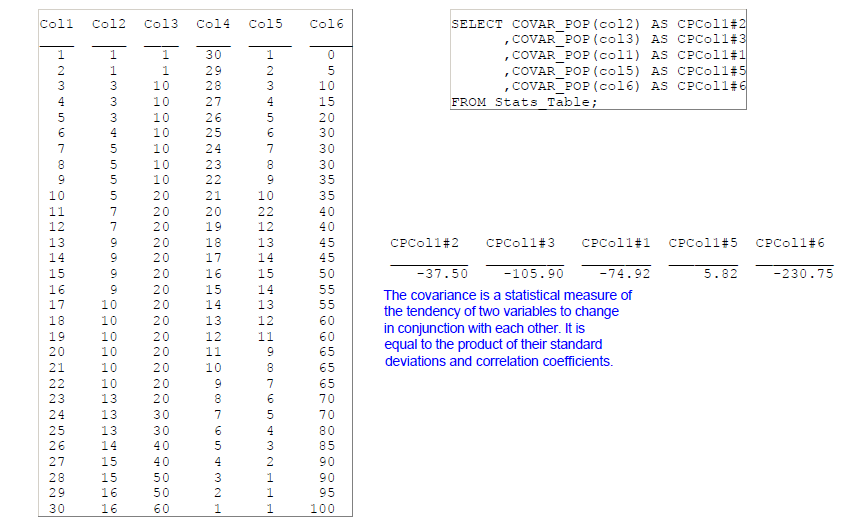 Col1 Col2 Col3 Col4 Col5 Col6
1 1 1 30 1 0
2 1 1 29 2 5
3 3 10 28 3 10
4 3 10 27 4 15
5 3 10 26 5 20
6 4 10 25 6 30
7 5 10 24 7 30
8 5 10 23 8 30
9 5 10 22 9 35
10 5 20 21 10 35
11 7 20 20 22 40
12 7 20 19 12 40
13 9 20 18 13 45
14 9 20 17 14 45
15 9 20 16 15 50
16 9 20 15 14 55
17 10 20 14 13 55
18 10 20 13 12 60
19 10 20 12 11 60
20 10 20 11 9 65
21 10 20 10 8 65
22 10 20 9 7 65
23 13 20 8 6 70
24 13 30 7 5 70
25 13 30 6 4 80
26 14 40 5 3 85
27 15 40 4 2 90
28 15 50 3 1 90
29 16 50 2 1 95
30 16 60 1 1 100
SELECT COVAR_POP(col2) AS CPCol1#2
,COVAR_POP(col3) AS CPCol1#3
,COVAR_POP(col1) AS CPCol1#1
,COVAR_POP(col5) AS CPCol1#5
,COVAR_POP(col6) AS CPCol1#6
FROM Stats_Table;
CPCol1#2 CPCol1#3 CPCol1#1 CPCol1#5 CPCol1#6
-37.50 -105.90 -74.92 5.82 -230.75
The covariance is a statistical measure of
the tendency of two variables to change
in conjunction with each other. It is
equal to the product of their standard
deviations and correlation coefficients.